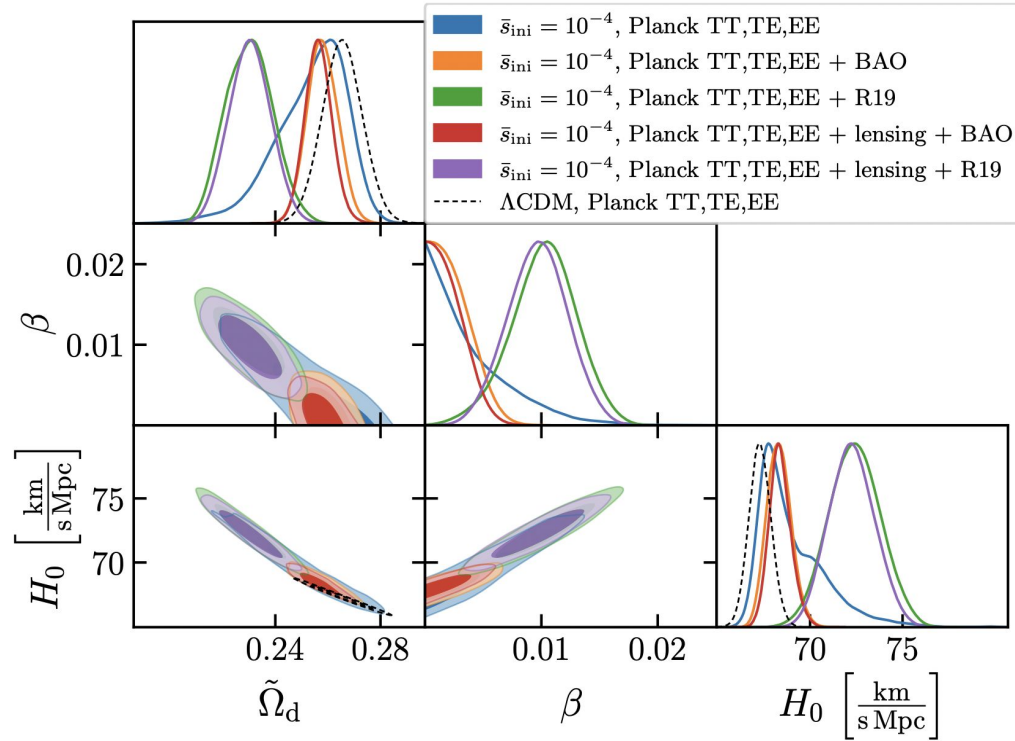 s̄ini = 10⁻⁴, Planck TT,TE,EE
s̄ini = 10⁻⁴, Planck TT,TE,EE + BAO
s̄ini = 10⁻⁴, Planck TT,TE,EE + R19
s̄ini = 10⁻⁴, Planck TT,TE,EE + lensing + BAO
s̄ini = 10⁻⁴, Planck TT,TE,EE + lensing + R19
ΛCDM, Planck TT,TE,EE
0.02
0.01
β
75
70
H₀ [km / s Mpc]
0.24 0.28 0.01 0.02 70 75
Ω̃d β H₀ [km / s Mpc]